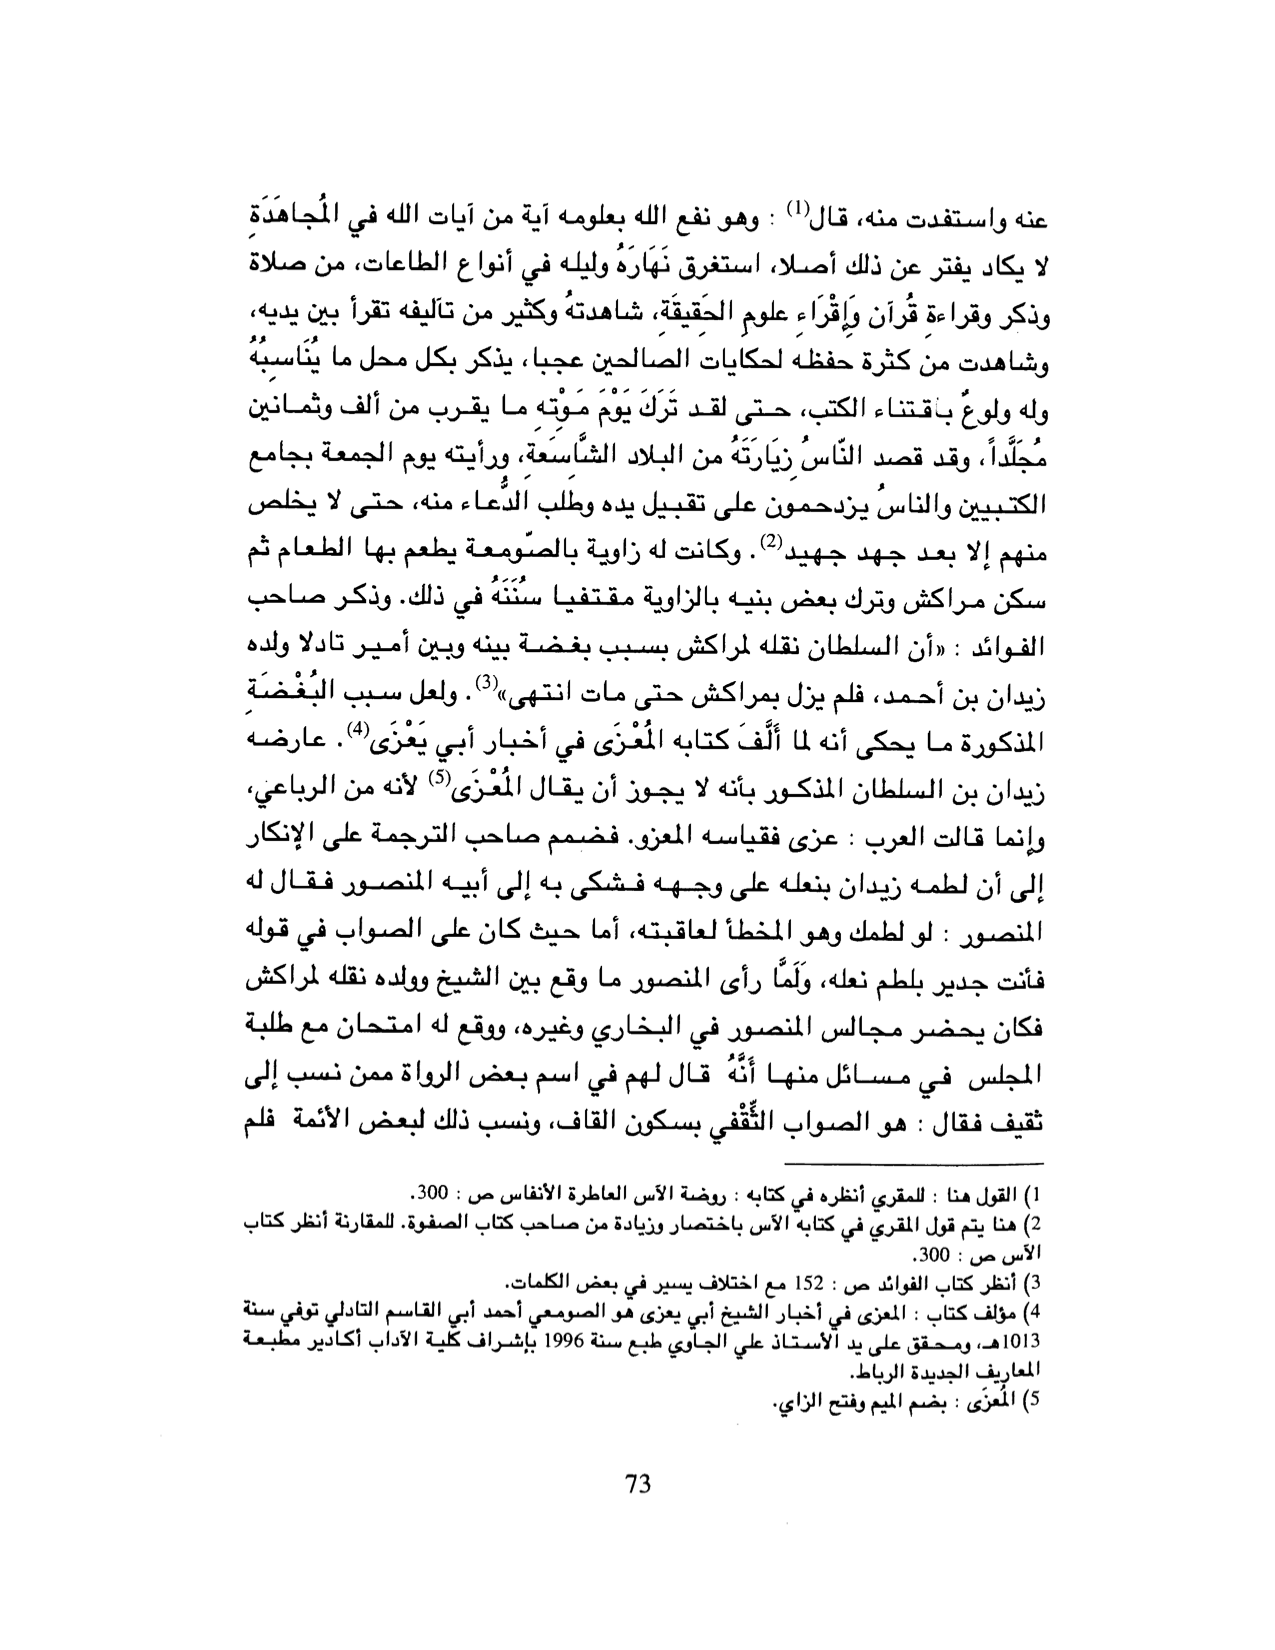 عنه واستفدت منه، قال(1) : وهو نفع الله بعلومه آية من آيات الله في المُجاهَدَةِ
لا يكاد يفتر عن ذلك أصلا، استغرق نَهَارَهُ وليله في أنواع الطاعات، من صلاة
وذكر وقراءة قُرآن وَإِقْرَاءِ علومِ الحَقيقَةِ، شاهدتهُ وكثير من تآليفه تقرأ بين يديه،
وشاهدت من كثرة حفظه لحكايات الصالحين عجبا، يذكر بكل محل ما يُنَاسِبُهُ
وله ولوعٌ باقتناء الكتب، حتى لقد تَرَكَ يَوْمَ مَوْتِهِ ما يقرب من ألف وثمانين
مُجَلَّداً، وقد قصد النّاسُ زِيَارَتَهُ من البلاد الشَّاسِعَةِ، ورأيته يوم الجمعة بجامع
الكتبيين والناسُ يزدحمون على تقبيل يده وطلب الدُّعاء منه، حتى لا يخلص
منهم إلا بعد جهد جهيد(2). وكانت له زاوية بالصّومعة يطعم بها الطعام ثم
سكن مراكش وترك بعض بنيه بالزاوية مقتفيا سُنَنَهُ في ذلك. وذكر صاحب
الفوائد : «أن السلطان نقله لمراكش بسبب بغضة بينه وبين أمير تادلا ولده
زيدان بن أحمد، فلم يزل بمراكش حتى مات انتهى»(3). ولعل سبب البُغْضَةِ
المذكورة ما يحكى أنه لما أَلَّفَ كتابه المُعْزَى في أخبار أبي يَعْزَى(4). عارضه
زيدان بن السلطان المذكور بأنه لا يجوز أن يقال المُعْزَى(5) لأنه من الرباعي،
وإنما قالت العرب : عزى فقياسه المعزو. فضمم صاحب الترجمة على الإنكار
إلى أن لطمه زيدان بنعله على وجهه فشكى به إلى أبيه المنصور فقال له
المنصور : لو لطمك وهو المخطأ لعاقبته، أما حيث كان على الصواب في قوله
فأنت جدير بلطم نعله، وَلَمَّا رأى المنصور ما وقع بين الشيخ وولده نقله لمراكش
فكان يحضر مجالس المنصور في البخاري وغيره، ووقع له امتحان مع طلبة
المجلس في مسائل منها أَنَّهُ قال لهم في اسم بعض الرواة ممن نسب إلى
ثقيف فقال : هو الصواب الثَّقْفي بسكون القاف، ونسب ذلك لبعض الأئمة فلم
1) القول هنا : للمقري أنظره في كتابه : روضة الآس العاطرة الأنفاس ص : 300.
2) هنا يتم قول المقري في كتابه الآس باختصار وزيادة من صاحب كتاب الصفوة. للمقارنة أنظر كتاب
الآس ص : 300.
3) أنظر كتاب الفوائد ص : 152 مع اختلاف يسير في بعض الكلمات.
4) مؤلف كتاب : المعزى في أخبار الشيخ أبي يعزى هو الصومعي أحمد أبي القاسم التادلي توفي سنة
1013هـ، ومحقق على يد الأستاذ علي الجاوي طبع سنة 1996 بإشراف كلية الآداب أكادير مطبعة
المعاريف الجديدة الرباط.
5) المُعزَى : بضم الميم وفتح الزاي.
73